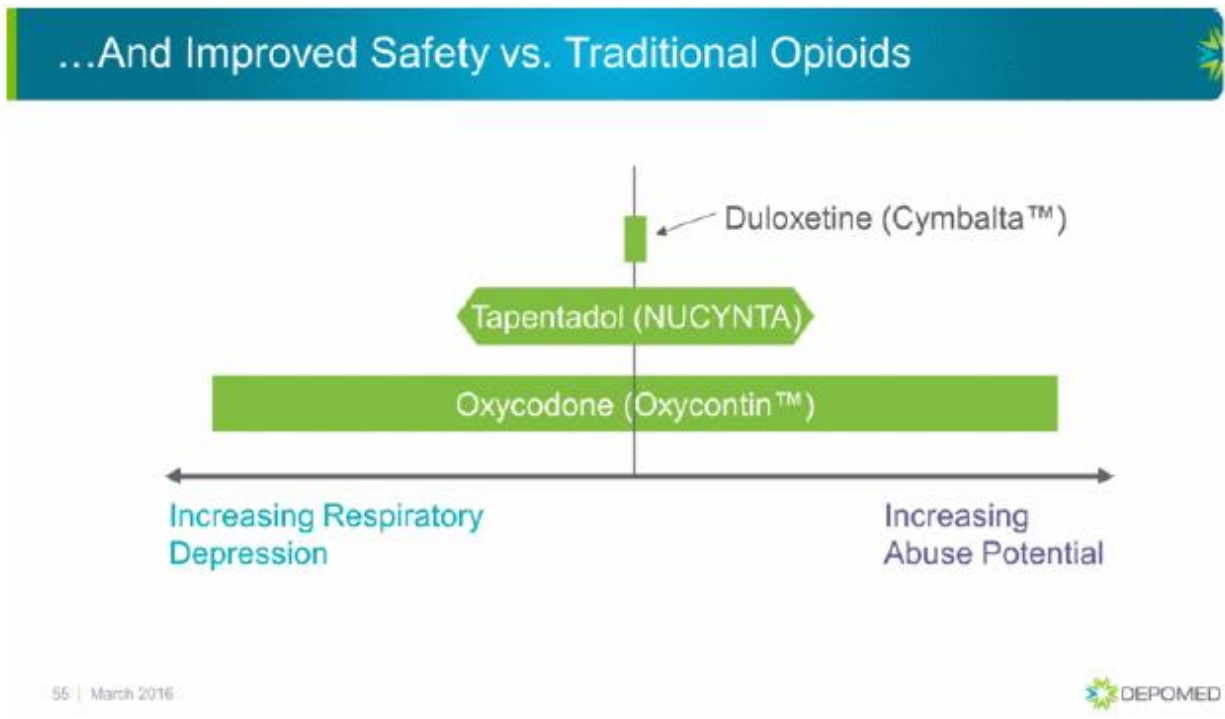 …And Improved Safety vs. Traditional Opioids
Duloxetine (Cymbalta™)
Tapentadol (NUCYNTA)
Oxycodone (Oxycontin™)
Increasing Respiratory
Depression
Increasing
Abuse Potential
55 | March 2016
DEPOMED